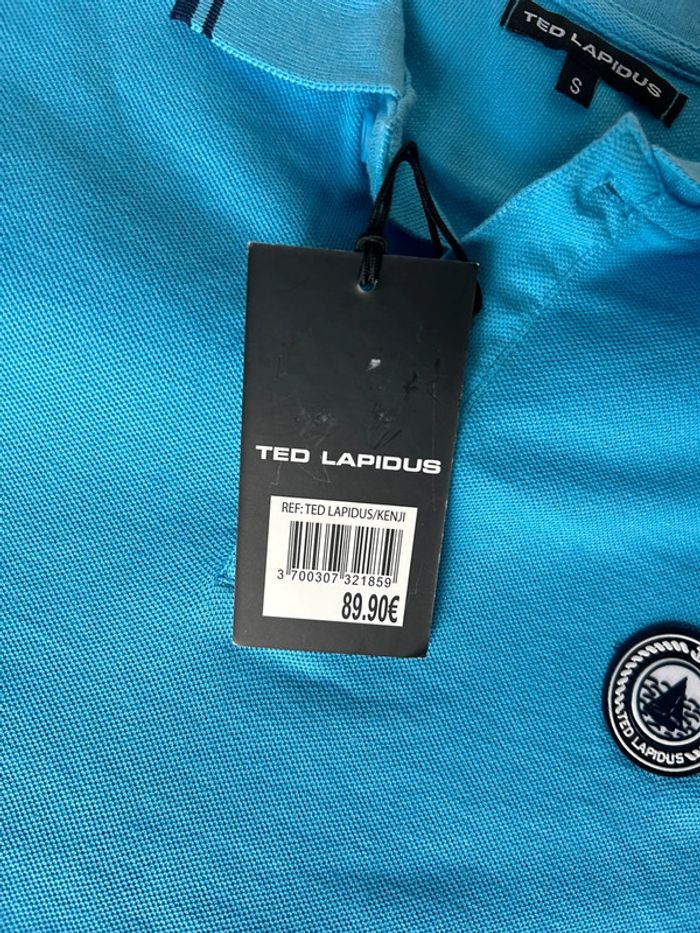 TED LAPIDUS
S
TED LAPIDUS
REF: TED LAPIDUS/KENJI
3 700307 321859
89.90€
TED LAPIDUS